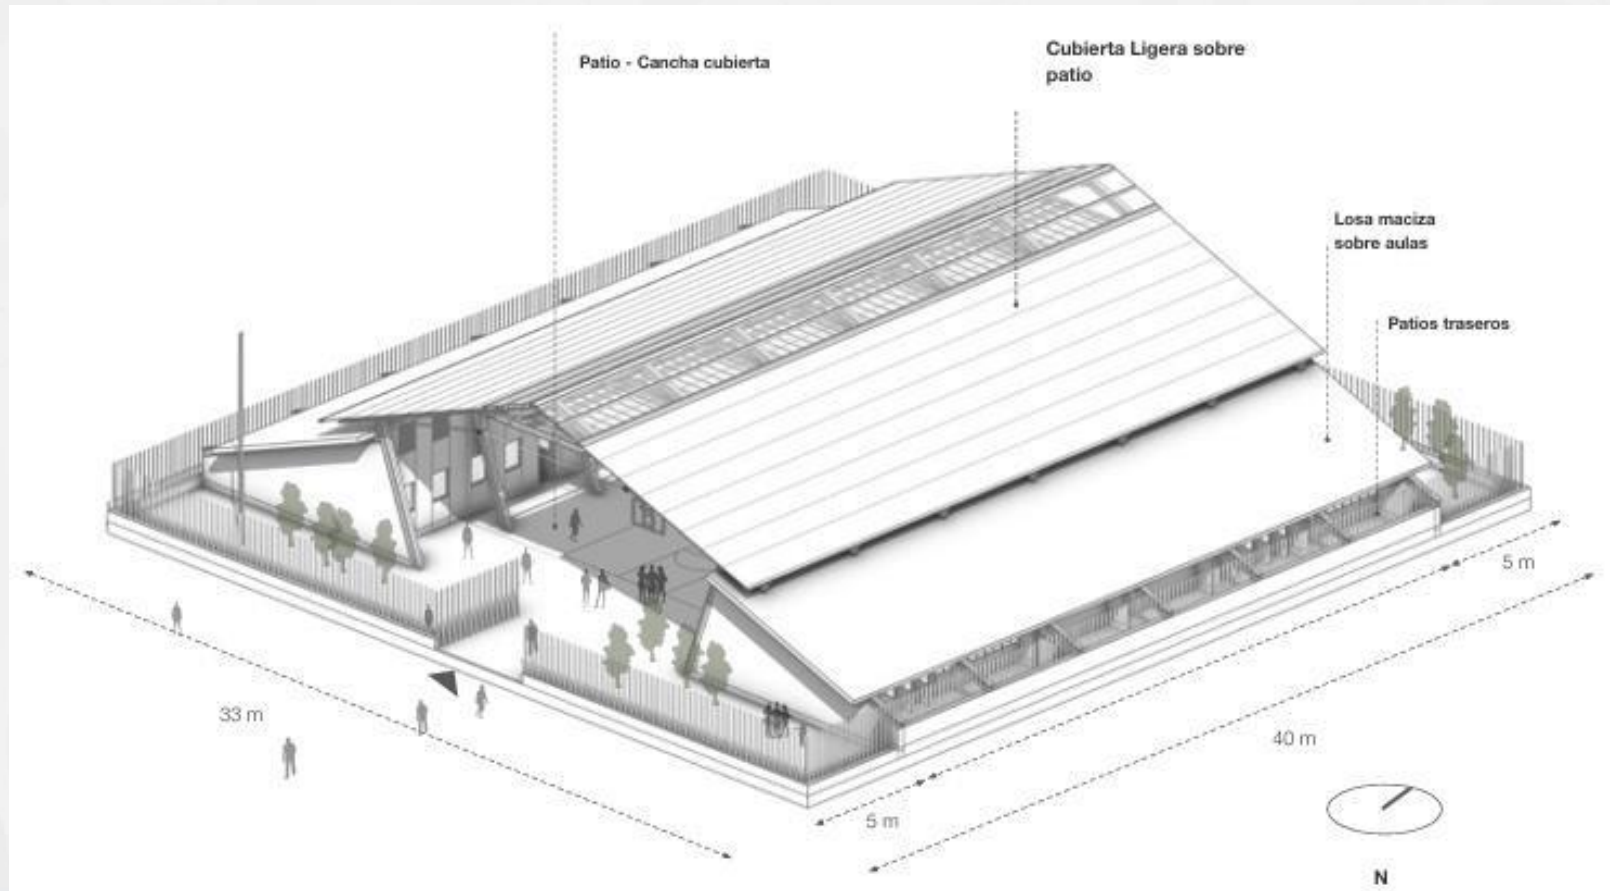 Patio - Cancha cubierta
Cubierta Ligera sobre
patio
Losa maciza
sobre aulas
Patios traseros
5 m
33 m
40 m
5 m
N